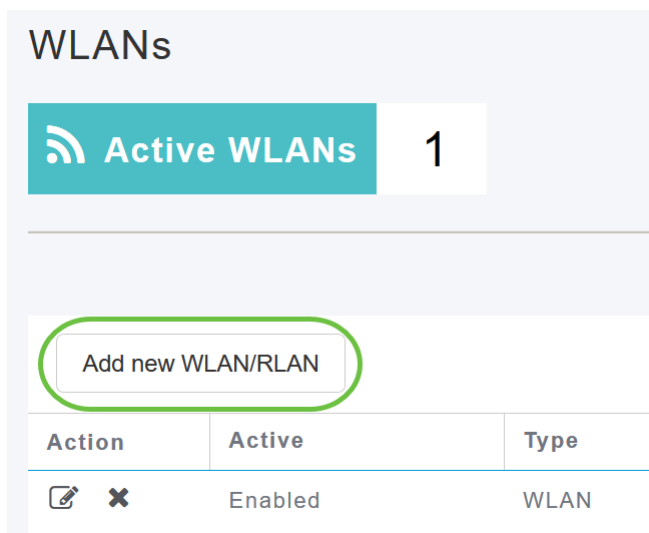 WLANs
Active WLANs 1
Add new WLAN/RLAN
Action Active Type
Enabled WLAN